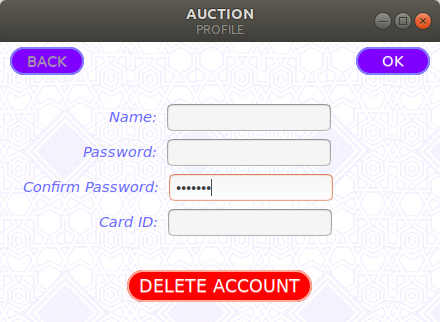 AUCTION
PROFILE
BACK
OK
Name:
Password:
Confirm Password:
•••••••
Card ID:
DELETE ACCOUNT